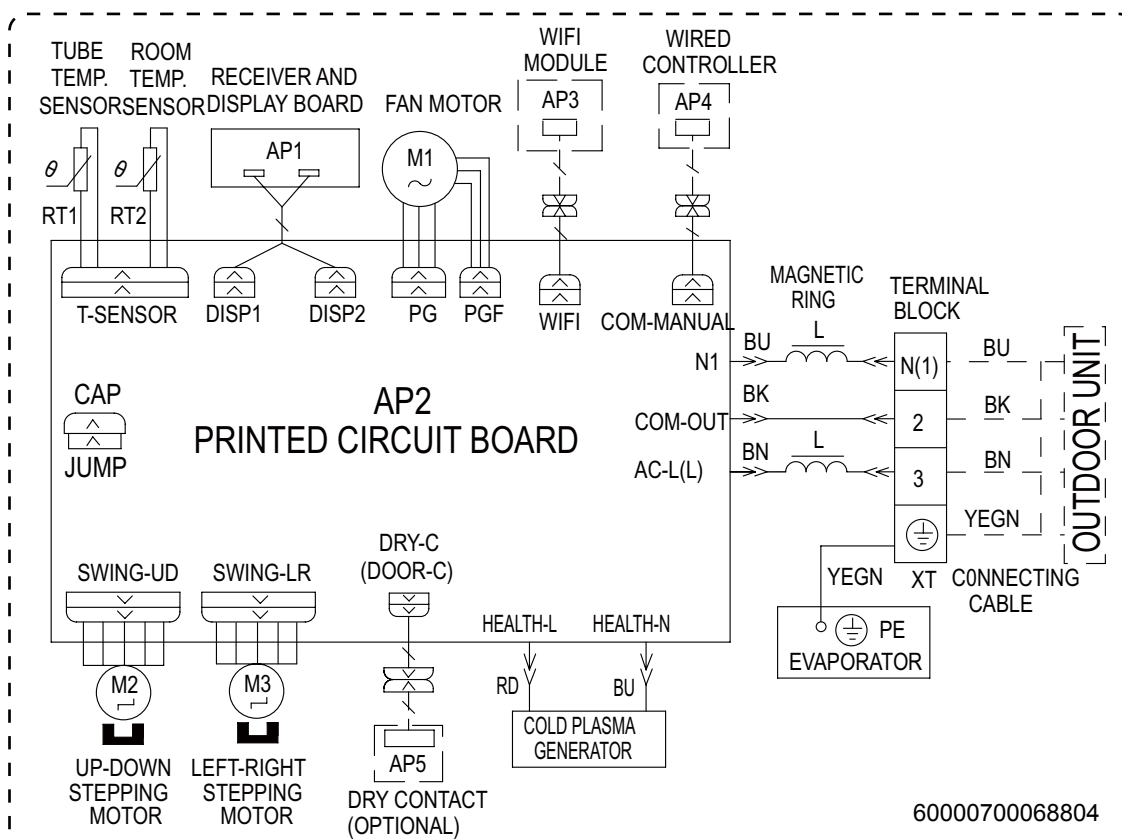 TUBE
TEMP.
SENSOR
ROOM
TEMP.
SENSOR
RECEIVER AND
DISPLAY BOARD
FAN MOTOR
WIFI
MODULE
WIRED
CONTROLLER
AP1
M1
AP3
AP4
θ
θ
RT1
RT2
T-SENSOR
DISP1
DISP2
PG
PGF
WIFI
COM-MANUAL
MAGNETIC
RING
TERMINAL
BLOCK
N1
BU
L
N(1)
BU
CAP
JUMP
AP2
PRINTED CIRCUIT BOARD
COM-OUT
BK
2
BK
AC-L(L)
BN
L
3
BN
YEGN
OUTDOOR UNIT
SWING-UD
SWING-LR
DRY-C
(DOOR-C)
HEALTH-L
HEALTH-N
YEGN
XT
C0NNECTING
CABLE
PE
EVAPORATOR
M2
M3
RD
BU
COLD PLASMA
GENERATOR
AP5
UP-DOWN
STEPPING
MOTOR
LEFT-RIGHT
STEPPING
MOTOR
DRY CONTACT
(OPTIONAL)
60000700068804